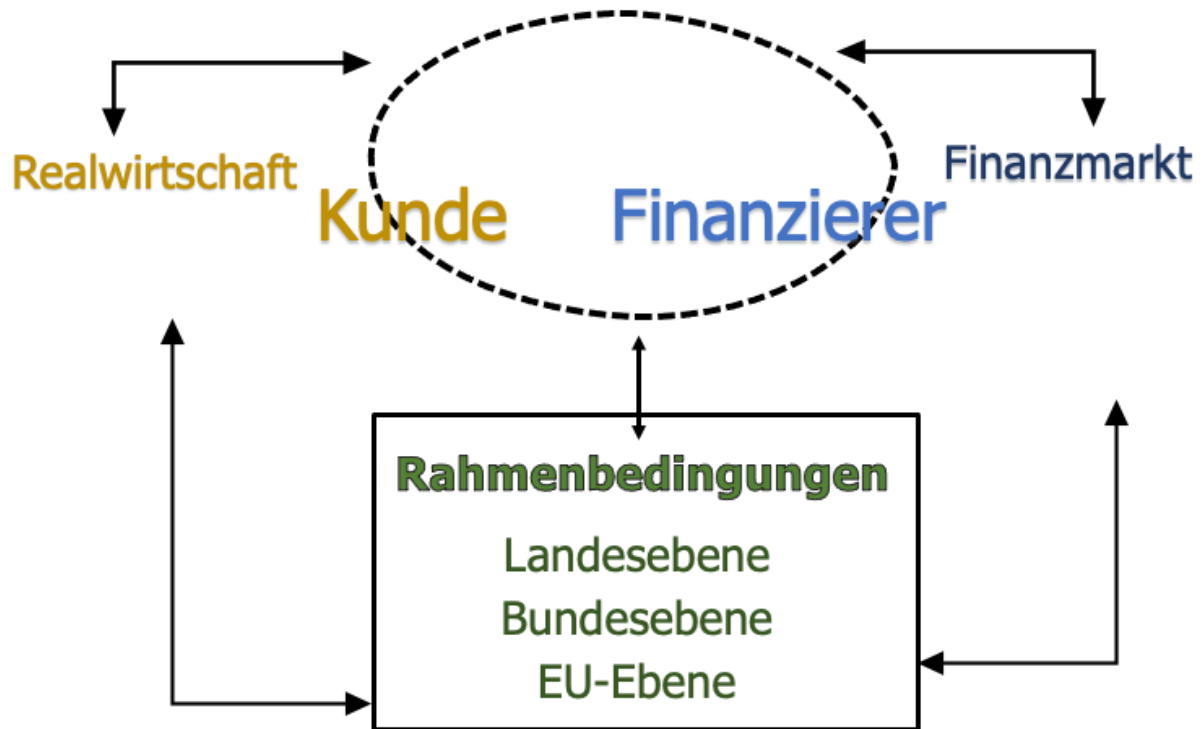 Realwirtschaft
Finanzmarkt
Kunde
Finanzierer
Rahmenbedingungen
Landesebene
Bundesebene
EU-Ebene